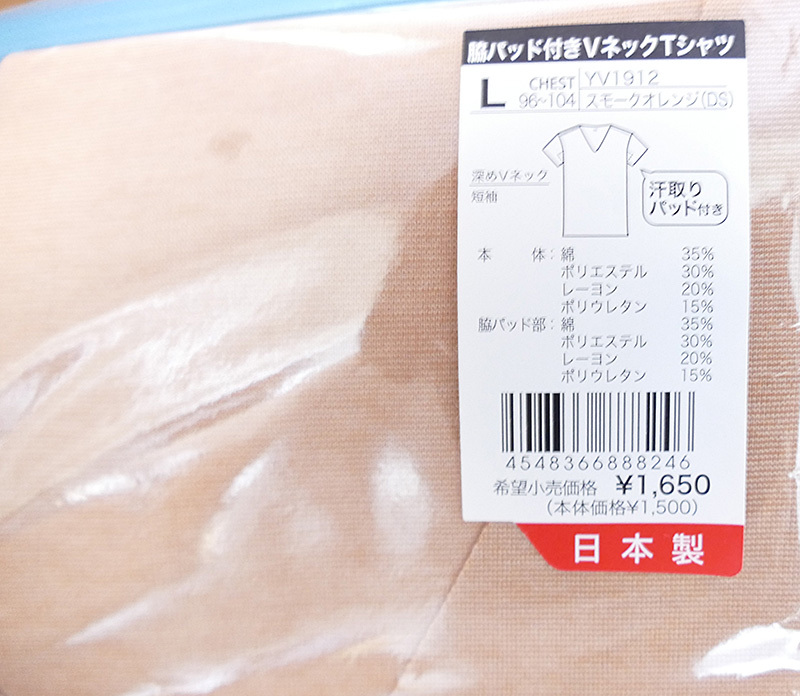 脇パッド付きVネックTシャツ
L CHEST 96~104 YV1912
スモークオレンジ(DS)
深めVネック
短袖
汗取り
パッド付き
本 体：綿 35%
ポリエステル 30%
レーヨン 20%
ポリウレタン 15%
脇パッド部：綿 35%
ポリエステル 30%
レーヨン 20%
ポリウレタン 15%
4548366888246
希望小売価格 ¥1,650
(本体価格¥1,500)
日本製